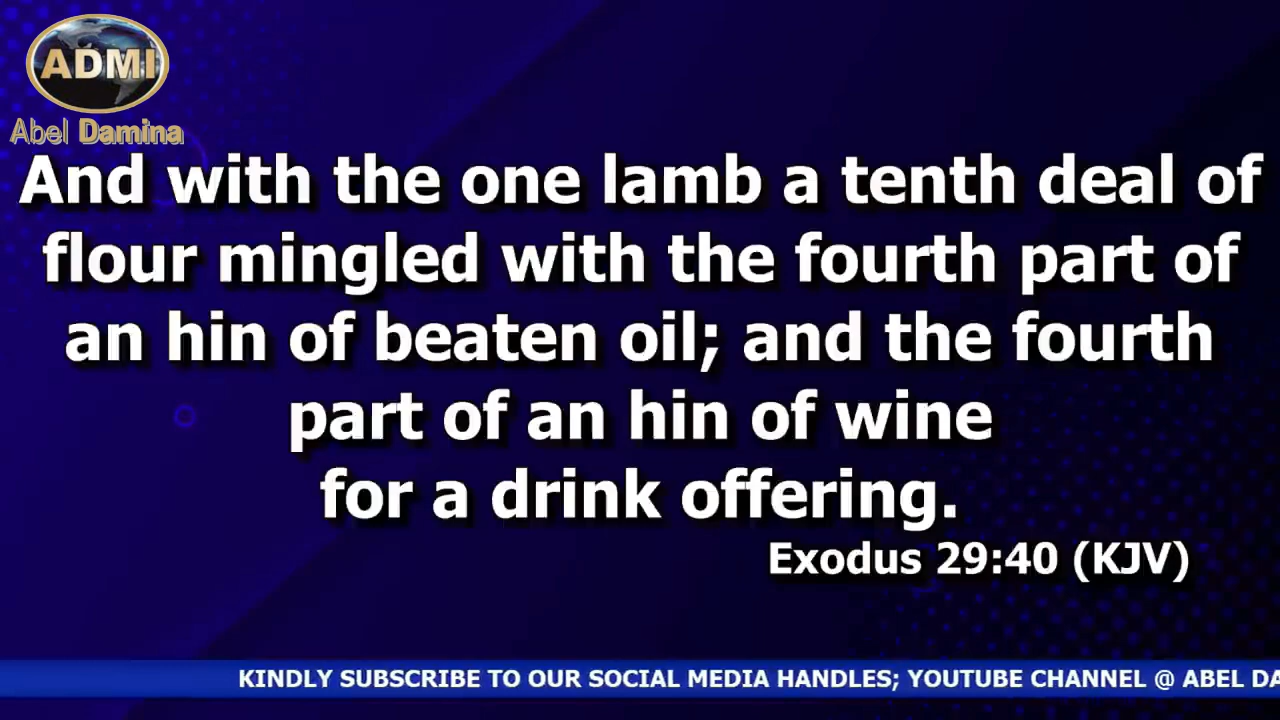 ADMI
Abel Damina
And with the one lamb a tenth deal of
flour mingled with the fourth part of
an hin of beaten oil; and the fourth
part of an hin of wine
for a drink offering.
Exodus 29:40 (KJV)
KINDLY SUBSCRIBE TO OUR SOCIAL MEDIA HANDLES; YOUTUBE CHANNEL @ ABEL DA